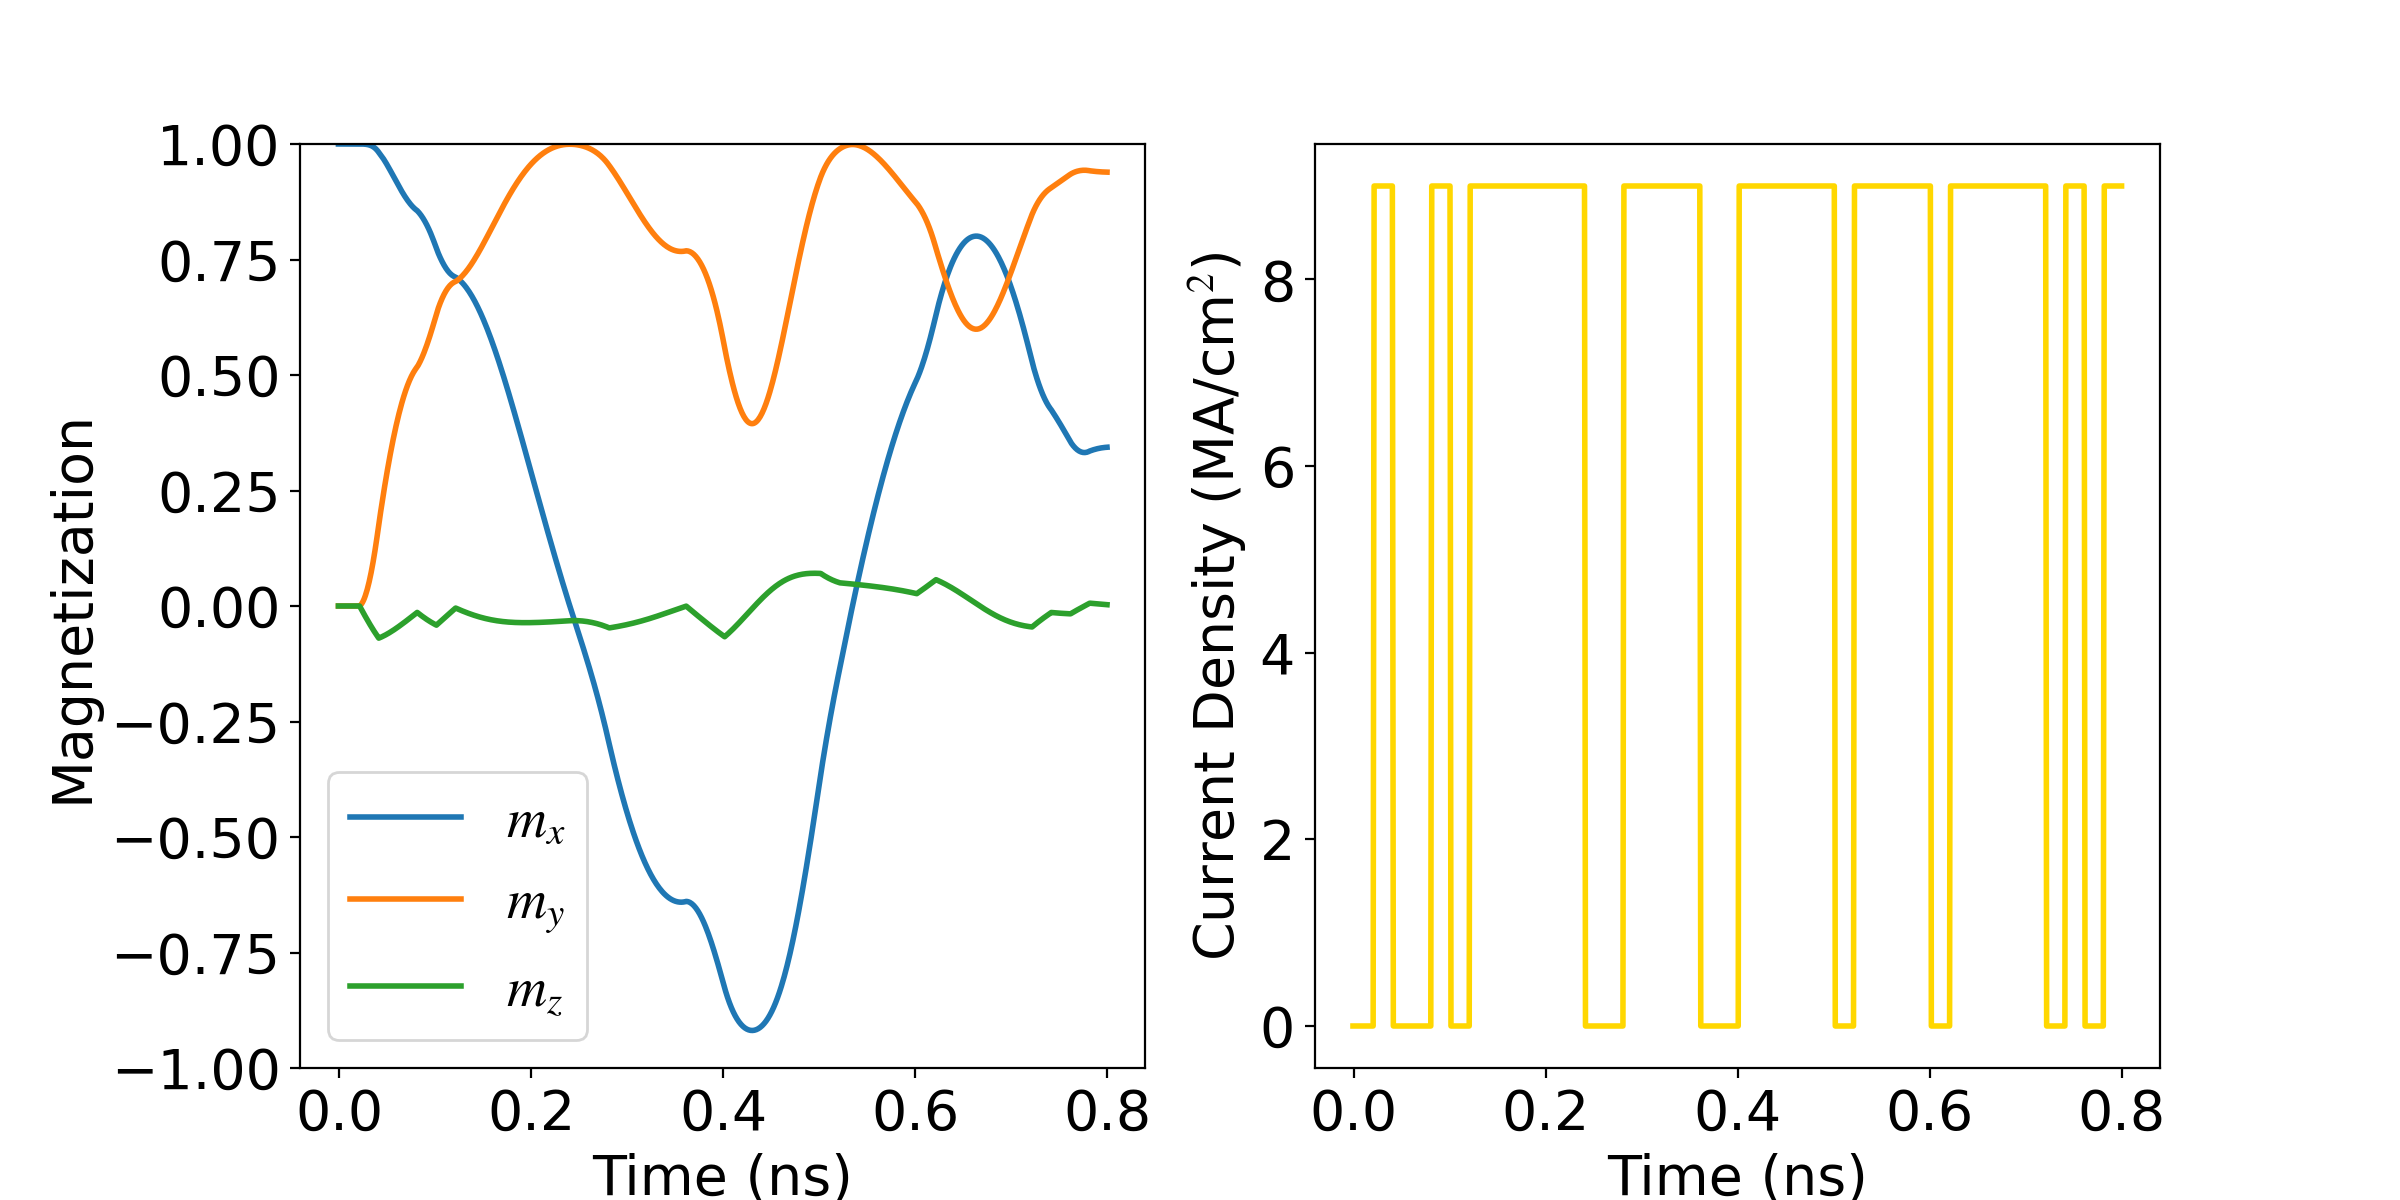 1.00
0.75
0.50
0.25
0.00
−0.25
−0.50
−0.75
−1.00
Magnetization
m_x
m_y
m_z
0.0 0.2 0.4 0.6 0.8
Time (ns)
8
6
4
2
0
Current Density (MA/cm²)
0.0 0.2 0.4 0.6 0.8
Time (ns)